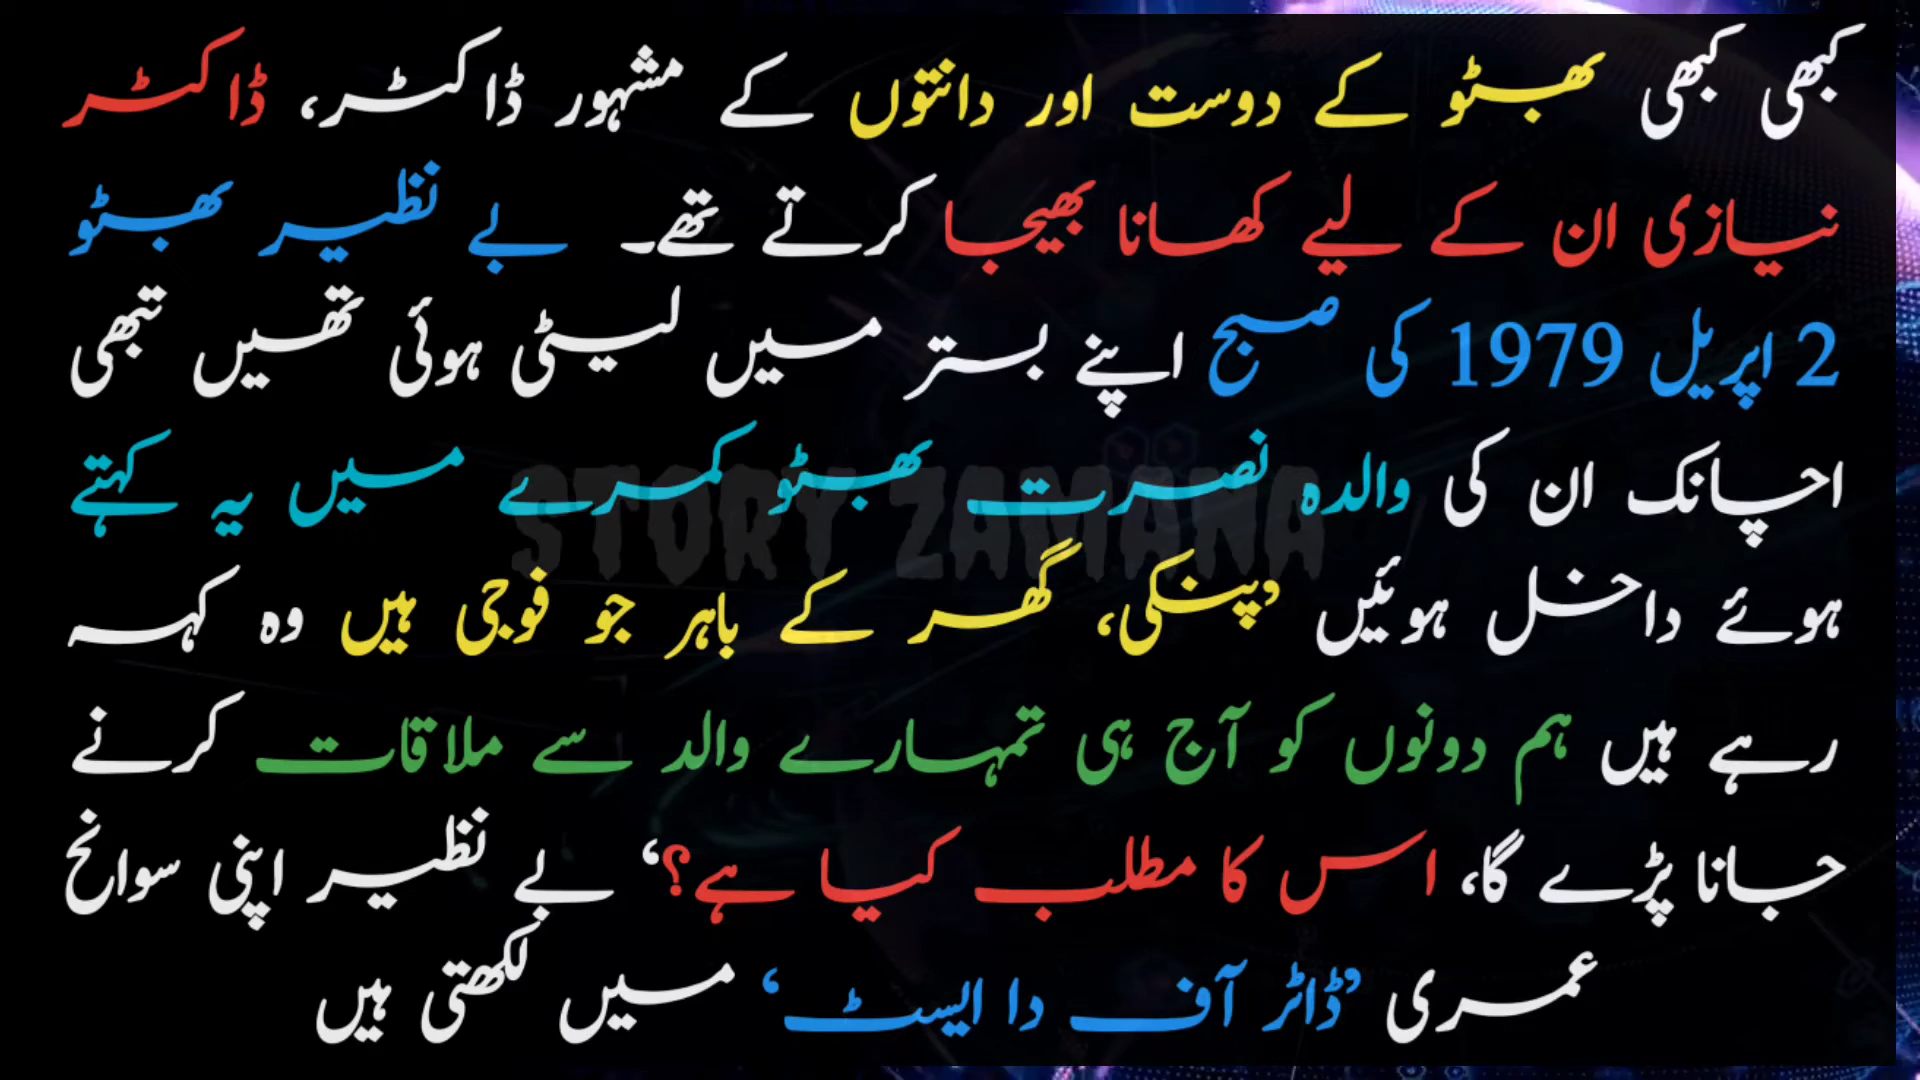 کبھی کبھی بھٹو کے دوست اور دانتوں کے مشہور ڈاکٹر، ڈاکٹر
نیازی ان کے لیے کھانا بھیجا کرتے تھے۔ بے نظیر بھٹو
2 اپریل 1979 کی صبح اپنے بستر میں لیٹی ہوئی تھیں تبھی
اچانک ان کی والدہ نصرت بھٹو کمرے میں یہ کہتے
ہوئے داخل ہوئیں ’پنکی، گھر کے باہر جو فوجی ہیں وہ کہہ
رہے ہیں ہم دونوں کو آج ہی تمہارے والد سے ملاقات کرنے
جانا پڑے گا، اس کا مطلب کیا ہے؟‘ بے نظیر اپنی سوانح
عمری ’ڈاٹر آف دا ایسٹ‘ میں لکھتی ہیں
STORY ZAMANA